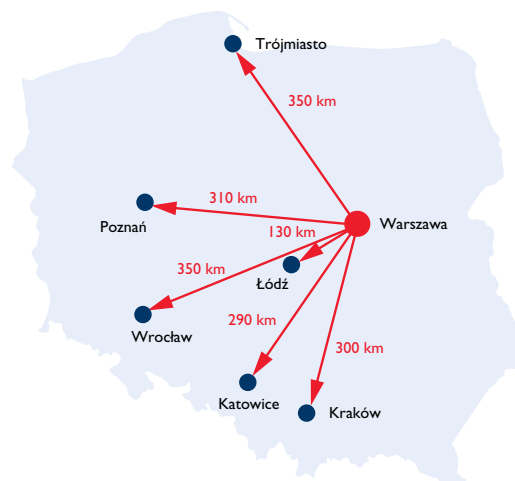 Trójmiasto
350 km
310 km
Poznań
Warszawa
130 km
350 km
Łódź
290 km
Wrocław
300 km
Katowice
Kraków